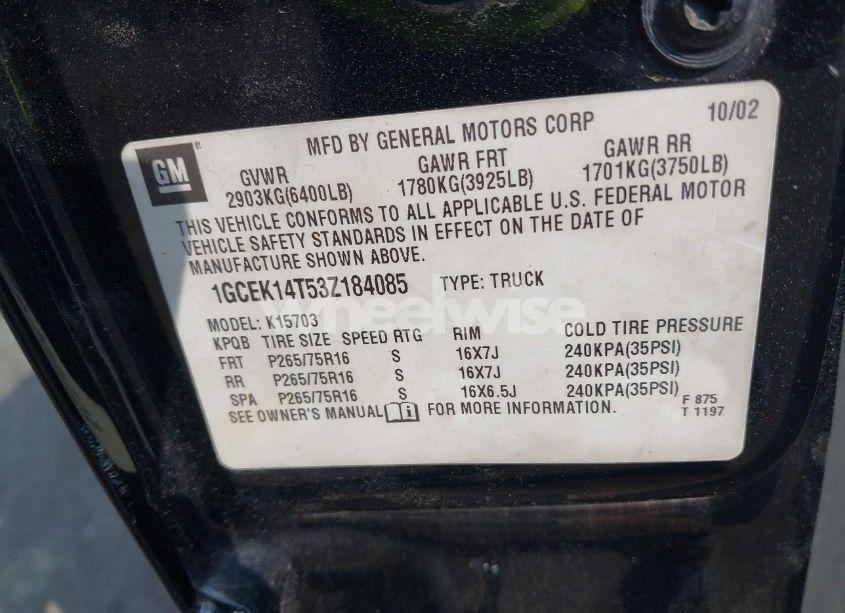 10/02
MFD BY GENERAL MOTORS CORP
GM
GVWR GAWR FRT GAWR RR
2903KG(6400LB) 1780KG(3925LB) 1701KG(3750LB)
THIS VEHICLE CONFORMS TO ALL APPLICABLE U.S. FEDERAL MOTOR
VEHICLE SAFETY STANDARDS IN EFFECT ON THE DATE OF
MANUFACTURE SHOWN ABOVE.
1GCEK14T53Z184085 TYPE: TRUCK
wheelwise
MODEL: K15703
KPQB TIRE SIZE SPEED RTG RIM COLD TIRE PRESSURE
FRT P265/75R16 S 16X7J 240KPA(35PSI)
RR P265/75R16 S 16X7J 240KPA(35PSI)
SPA P265/75R16 S 16X6.5J 240KPA(35PSI)
SEE OWNER'S MANUAL i FOR MORE INFORMATION.
F 875
T 1197